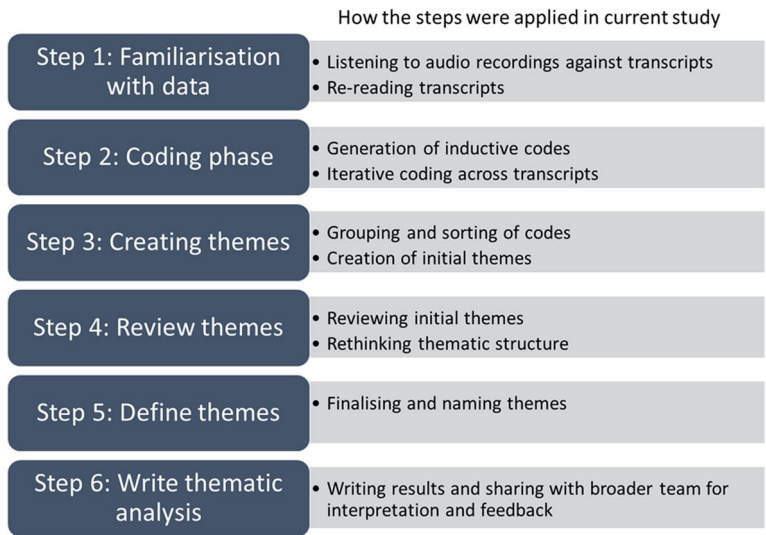 How the steps were applied in current study
Step 1: Familiarisation
with data
• Listening to audio recordings against transcripts
• Re-reading transcripts
Step 2: Coding phase
• Generation of inductive codes
• Iterative coding across transcripts
Step 3: Creating themes
• Grouping and sorting of codes
• Creation of initial themes
Step 4: Review themes
• Reviewing initial themes
• Rethinking thematic structure
Step 5: Define themes
• Finalising and naming themes
Step 6: Write thematic
analysis
• Writing results and sharing with broader team for
interpretation and feedback